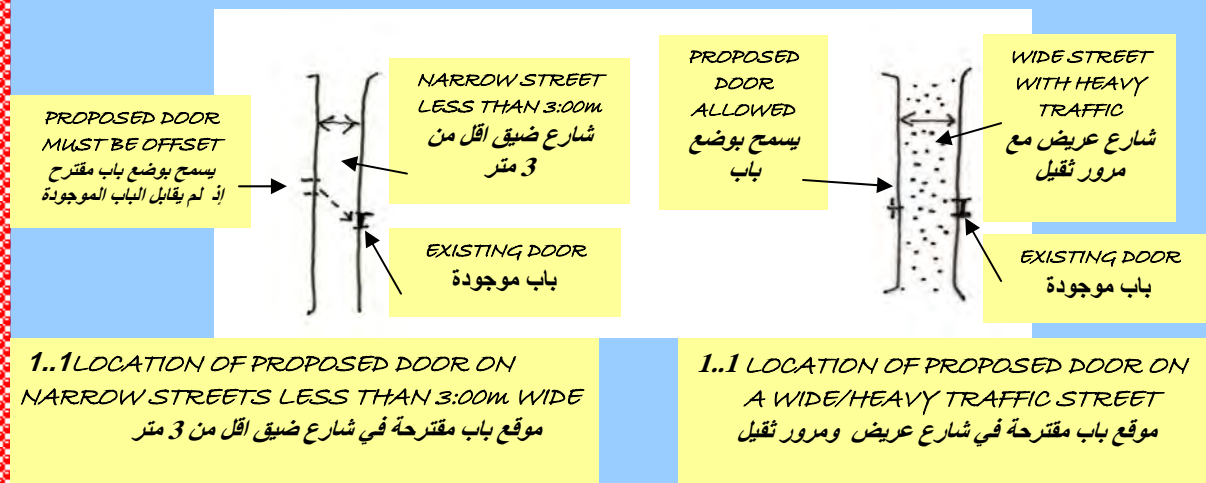 PROPOSED DOOR
MUST BE OFFSET
يسمح بوضع باب مقترح
إذ لم يقابل الباب الموجودة
NARROW STREET
LESS THAN 3:00m
شارع ضيق اقل من
3 متر
EXISTING DOOR
باب موجودة
PROPOSED
DOOR
ALLOWED
يسمح بوضع
باب
WIDE STREET
WITH HEAVY
TRAFFIC
شارع عريض مع
مرور ثقيل
EXISTING DOOR
باب موجودة
1..1 LOCATION OF PROPOSED DOOR ON
NARROW STREETS LESS THAN 3:00m WIDE
موقع باب مقترحة في شارع ضيق اقل من 3 متر
1..1 LOCATION OF PROPOSED DOOR ON
A WIDE/HEAVY TRAFFIC STREET
موقع باب مقترحة في شارع عريض ومرور ثقيل